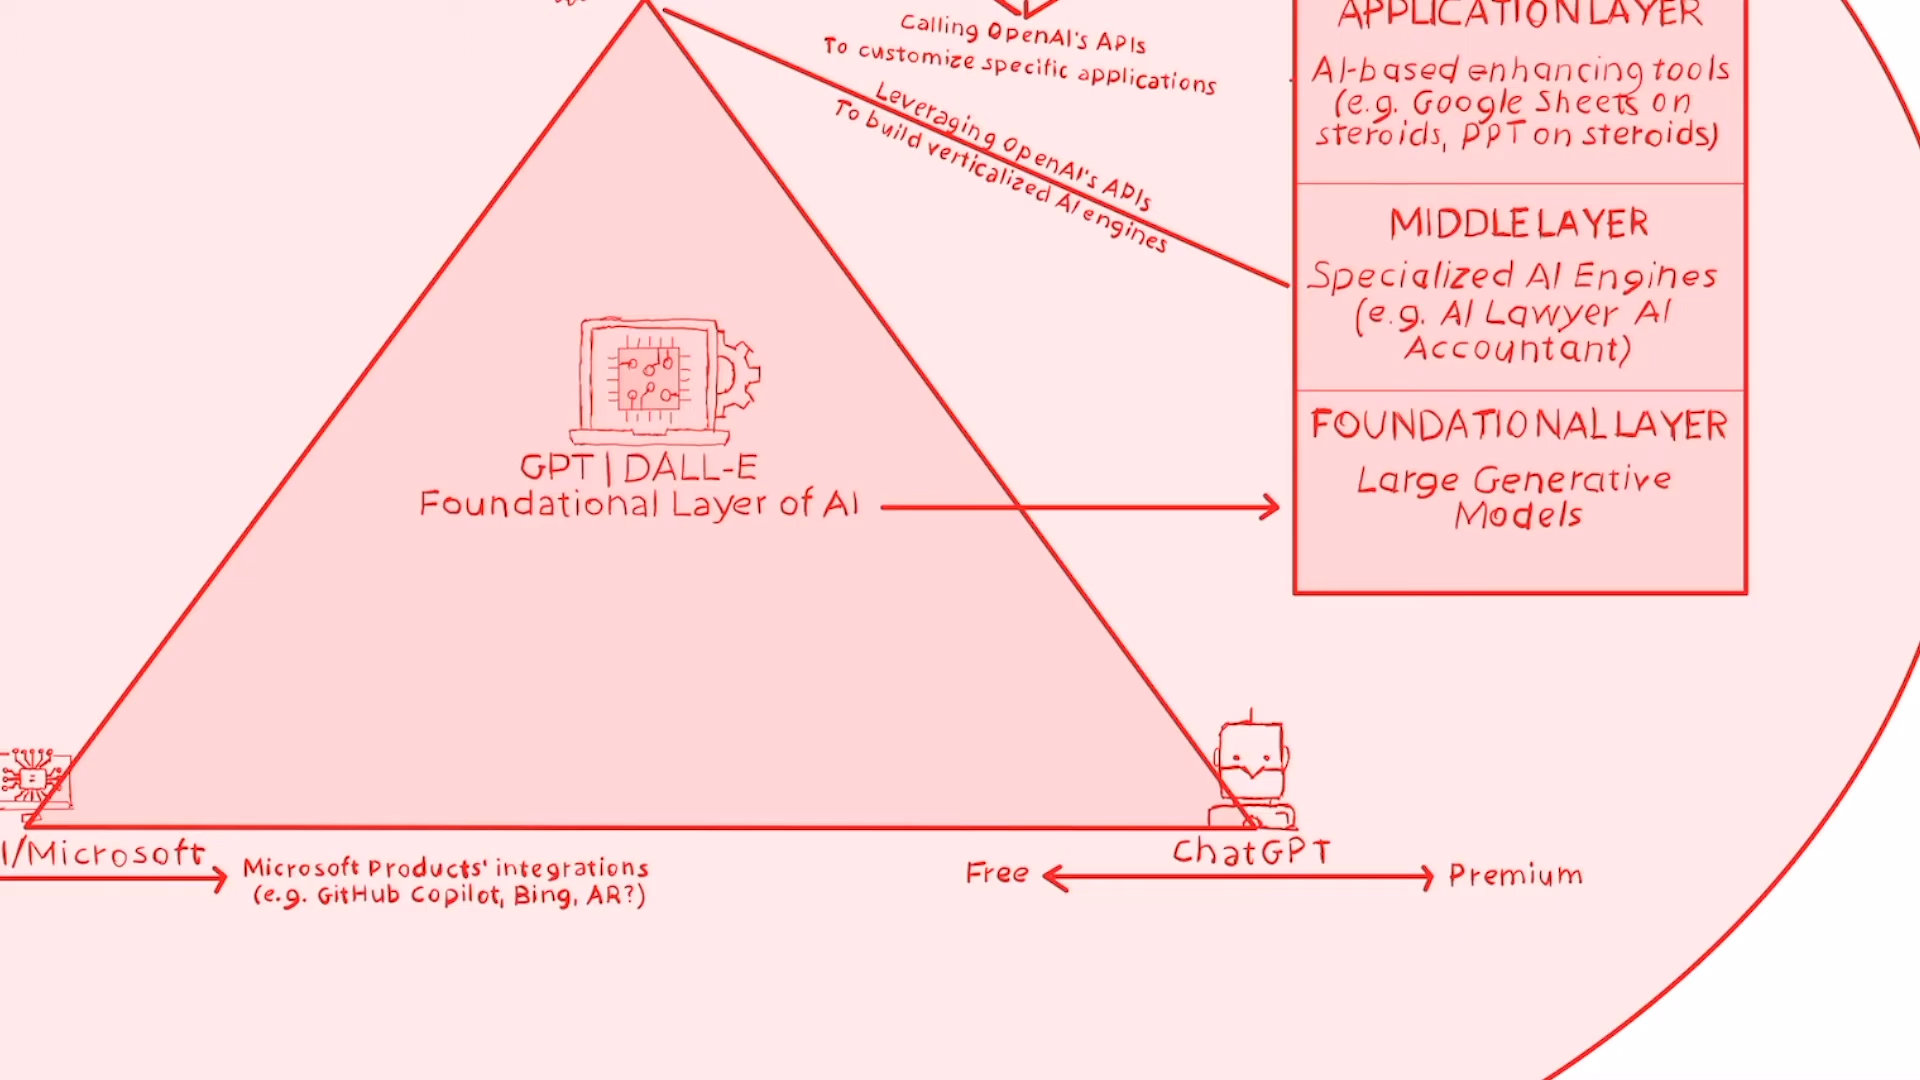 Calling OpenAI's APIs
To customize specific applications
Leveraging OpenAI's APIs
To build verticalized AI engines
APPLICATION LAYER
AI-based enhancing tools
(e.g. Google Sheets on
steroids, PPT on steroids)
MIDDLE LAYER
Specialized AI Engines
(e.g. AI Lawyer AI
Accountant)
FOUNDATIONAL LAYER
Large Generative
Models
GPT | DALL-E
Foundational Layer of AI
I/Microsoft
Microsoft Products' integrations
(e.g. GitHub Copilot, Bing, AR?)
ChatGPT
Free
Premium